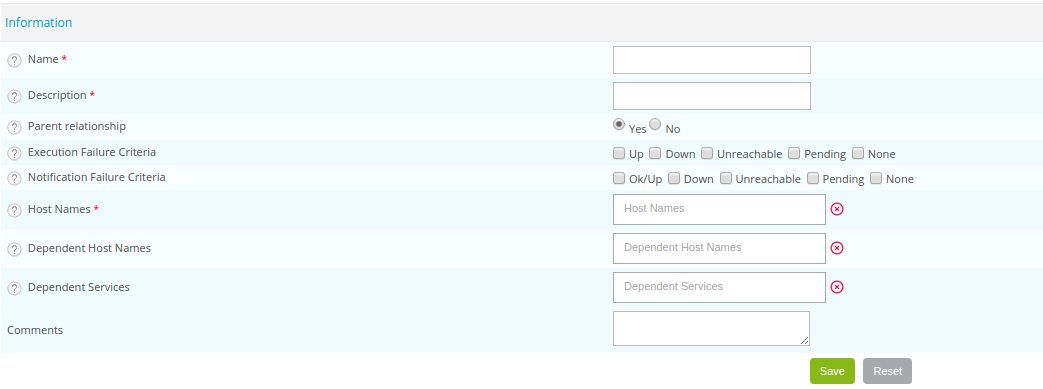 Information
? Name *
? Description *
? Parent relationship Yes No
? Execution Failure Criteria Up Down Unreachable Pending None
? Notification Failure Criteria Ok/Up Down Unreachable Pending None
? Host Names * Host Names
? Dependent Host Names Dependent Host Names
? Dependent Services Dependent Services
Comments
Save Reset